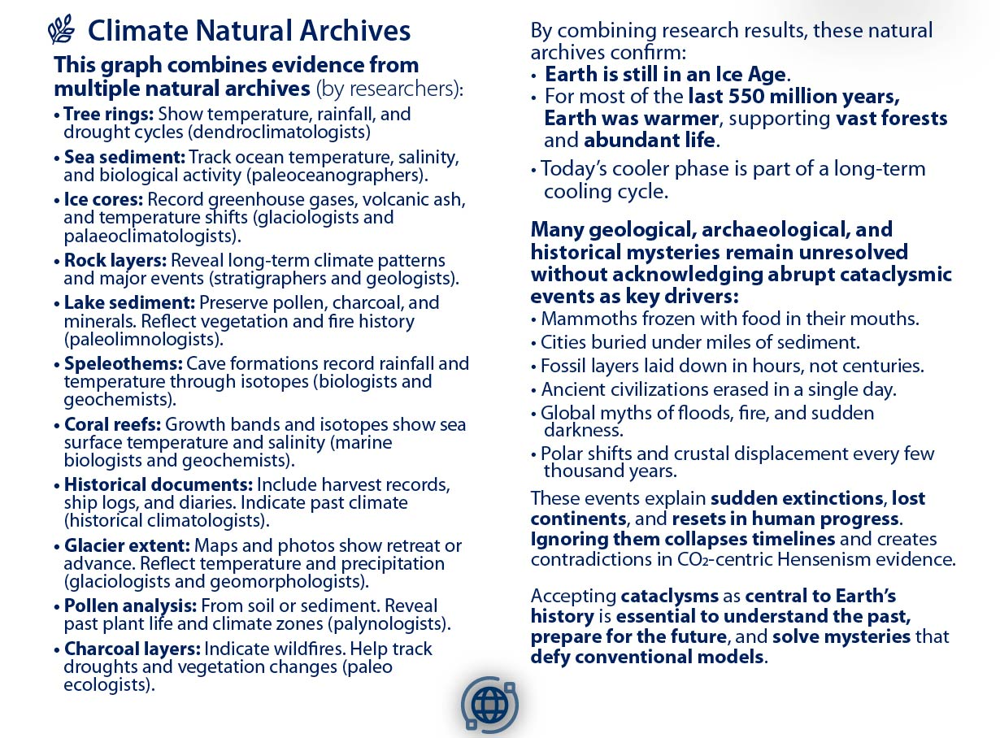 Climate Natural Archives
This graph combines evidence from
multiple natural archives (by researchers):
• Tree rings: Show temperature, rainfall, and
drought cycles (dendroclimatologists)
• Sea sediment: Track ocean temperature, salinity,
and biological activity (paleoceanographers).
• Ice cores: Record greenhouse gases, volcanic ash,
and temperature shifts (glaciologists and
palaeoclimatologists).
• Rock layers: Reveal long-term climate patterns
and major events (stratigraphers and geologists).
• Lake sediment: Preserve pollen, charcoal, and
minerals. Reflect vegetation and fire history
(paleolimnologists).
• Speleothems: Cave formations record rainfall and
temperature through isotopes (biologists and
geochemists).
• Coral reefs: Growth bands and isotopes show sea
surface temperature and salinity (marine
biologists and geochemists).
• Historical documents: Include harvest records,
ship logs, and diaries. Indicate past climate
(historical climatologists).
• Glacier extent: Maps and photos show retreat or
advance. Reflect temperature and precipitation
(glaciologists and geomorphologists).
• Pollen analysis: From soil or sediment. Reveal
past plant life and climate zones (palynologists).
• Charcoal layers: Indicate wildfires. Help track
droughts and vegetation changes (paleo
ecologists).
By combining research results, these natural
archives confirm:
• Earth is still in an Ice Age.
• For most of the last 550 million years,
Earth was warmer, supporting vast forests
and abundant life.
• Today’s cooler phase is part of a long-term
cooling cycle.
Many geological, archaeological, and
historical mysteries remain unresolved
without acknowledging abrupt cataclysmic
events as key drivers:
• Mammoths frozen with food in their mouths.
• Cities buried under miles of sediment.
• Fossil layers laid down in hours, not centuries.
• Ancient civilizations erased in a single day.
• Global myths of floods, fire, and sudden
darkness.
• Polar shifts and crustal displacement every few
thousand years.
These events explain sudden extinctions, lost
continents, and resets in human progress.
Ignoring them collapses timelines and creates
contradictions in CO₂-centric Hensenism evidence.
Accepting cataclysms as central to Earth’s
history is essential to understand the past,
prepare for the future, and solve mysteries that
defy conventional models.